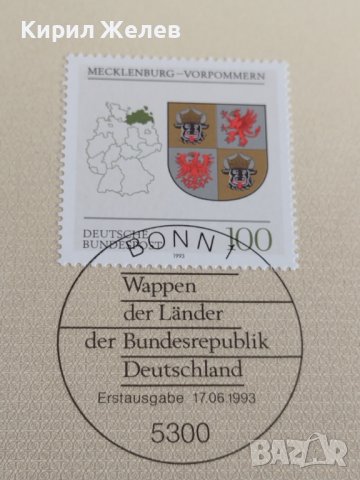 Кирил Желев
MECKLENBURG-VORPOMMERN
DEUTSCHE
BUNDESPOST
1993
100
BONN 1
Wappen
der Länder
der Bundesrepublik
Deutschland
Erstausgabe 17.06.1993
5300
BAZAR